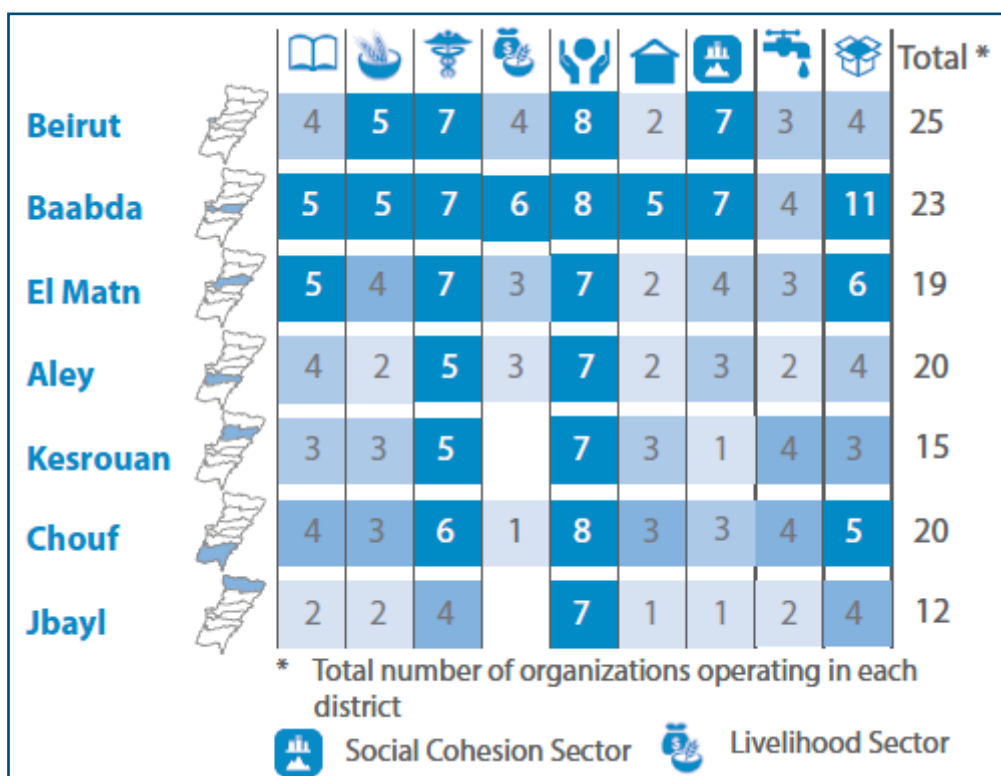 Total *
Beirut 4 5 7 4 8 2 7 3 4 25
Baabda 5 5 7 6 8 5 7 4 11 23
El Matn 5 4 7 3 7 2 4 3 6 19
Aley 4 2 5 3 7 2 3 2 4 20
Kesrouan 3 3 5 7 3 1 4 3 15
Chouf 4 3 6 1 8 3 3 4 5 20
Jbayl 2 2 4 7 1 1 2 4 12
* Total number of organizations operating in each
district
Social Cohesion Sector $ Livelihood Sector